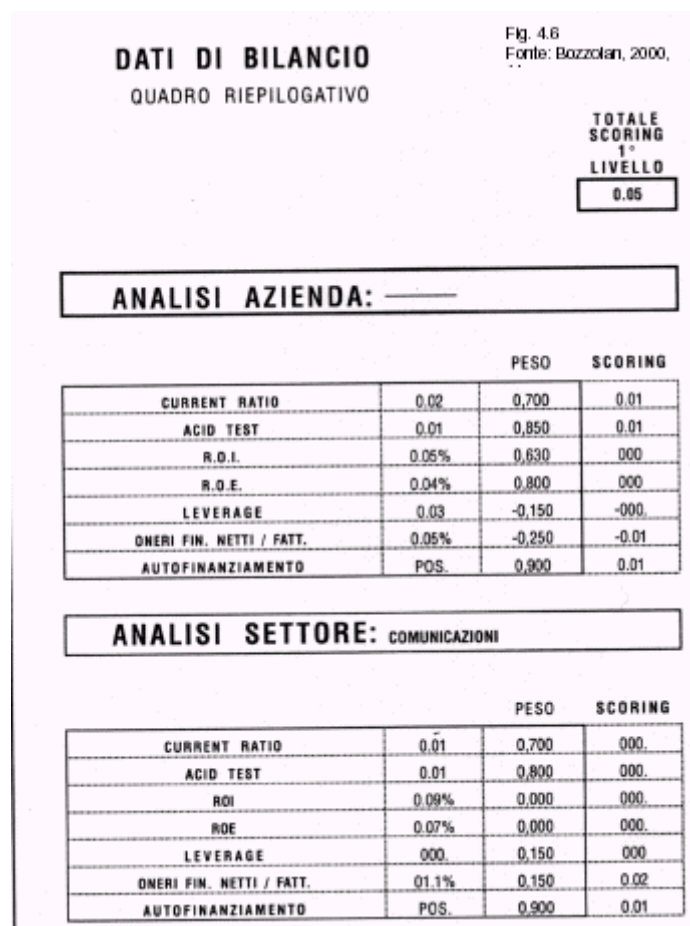 Fig. 4.6
Fonte: Bozzolan, 2000,
DATI DI BILANCIO
QUADRO RIEPILOGATIVO
TOTALE
SCORING
1°
LIVELLO
0.05
ANALISI AZIENDA:
PESO SCORING
CURRENT RATIO 0.02 0,700 0.01
ACID TEST 0.01 0,850 0.01
R.O.I. 0.05% 0,630 000
R.O.E. 0.04% 0,800 000
LEVERAGE 0.03 -0,150 -000.
ONERI FIN. NETTI / FATT. 0.05% -0,250 -0.01
AUTOFINANZIAMENTO POS. 0,900 0.01
ANALISI SETTORE: COMUNICAZIONI
PESO SCORING
CURRENT RATIO 0.01 0,700 000.
ACID TEST 0.01 0,800 000.
ROI 0.09% 0.000 000.
ROE 0.07% 0,000 000.
LEVERAGE 000. 0,150 000
ONERI FIN. NETTI / FATT. 01.1% 0,150 0.02
AUTOFINANZIAMENTO POS. 0,900 0.01